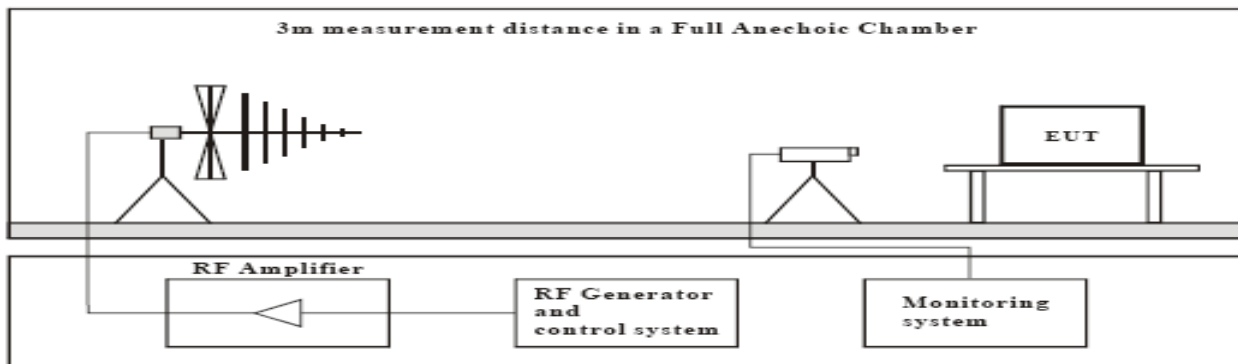 3m measurement distance in a Full Anechoic Chamber
EUT
RF Amplifier
RF Generator
and
control system
Monitoring
system